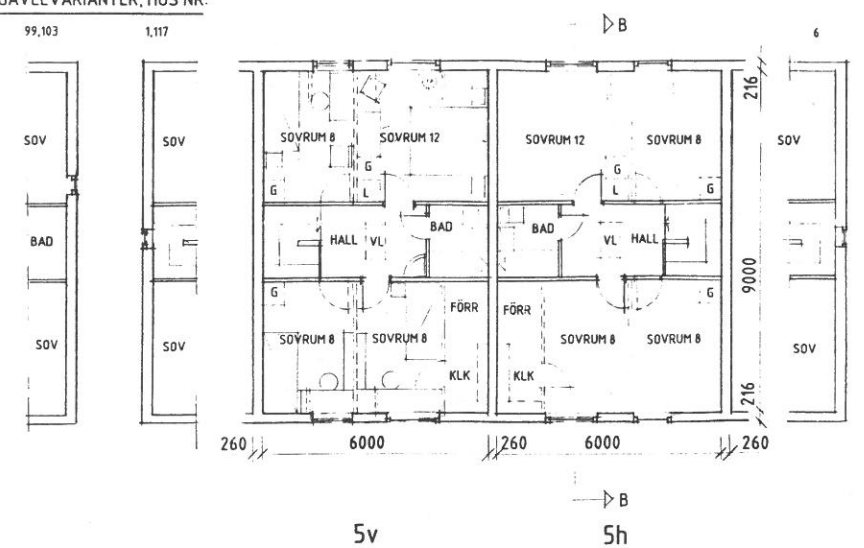 GAVELVARIANTER, HUS NR:
99,103 1,117 B 6
216
SOV SOV SOVRUM 8 SOVRUM 12 SOVRUM 12 SOVRUM 8 SOV
G G
G L L G
BAD HALL VL BAD BAD VL HALL
9000
G FÖRR FÖRR G
SOV SOV SOVRUM 8 SOVRUM 8 SOVRUM 8 SOVRUM 8 SOV
KLK KLK
216
260 6000 260 6000 260
B
5v 5h